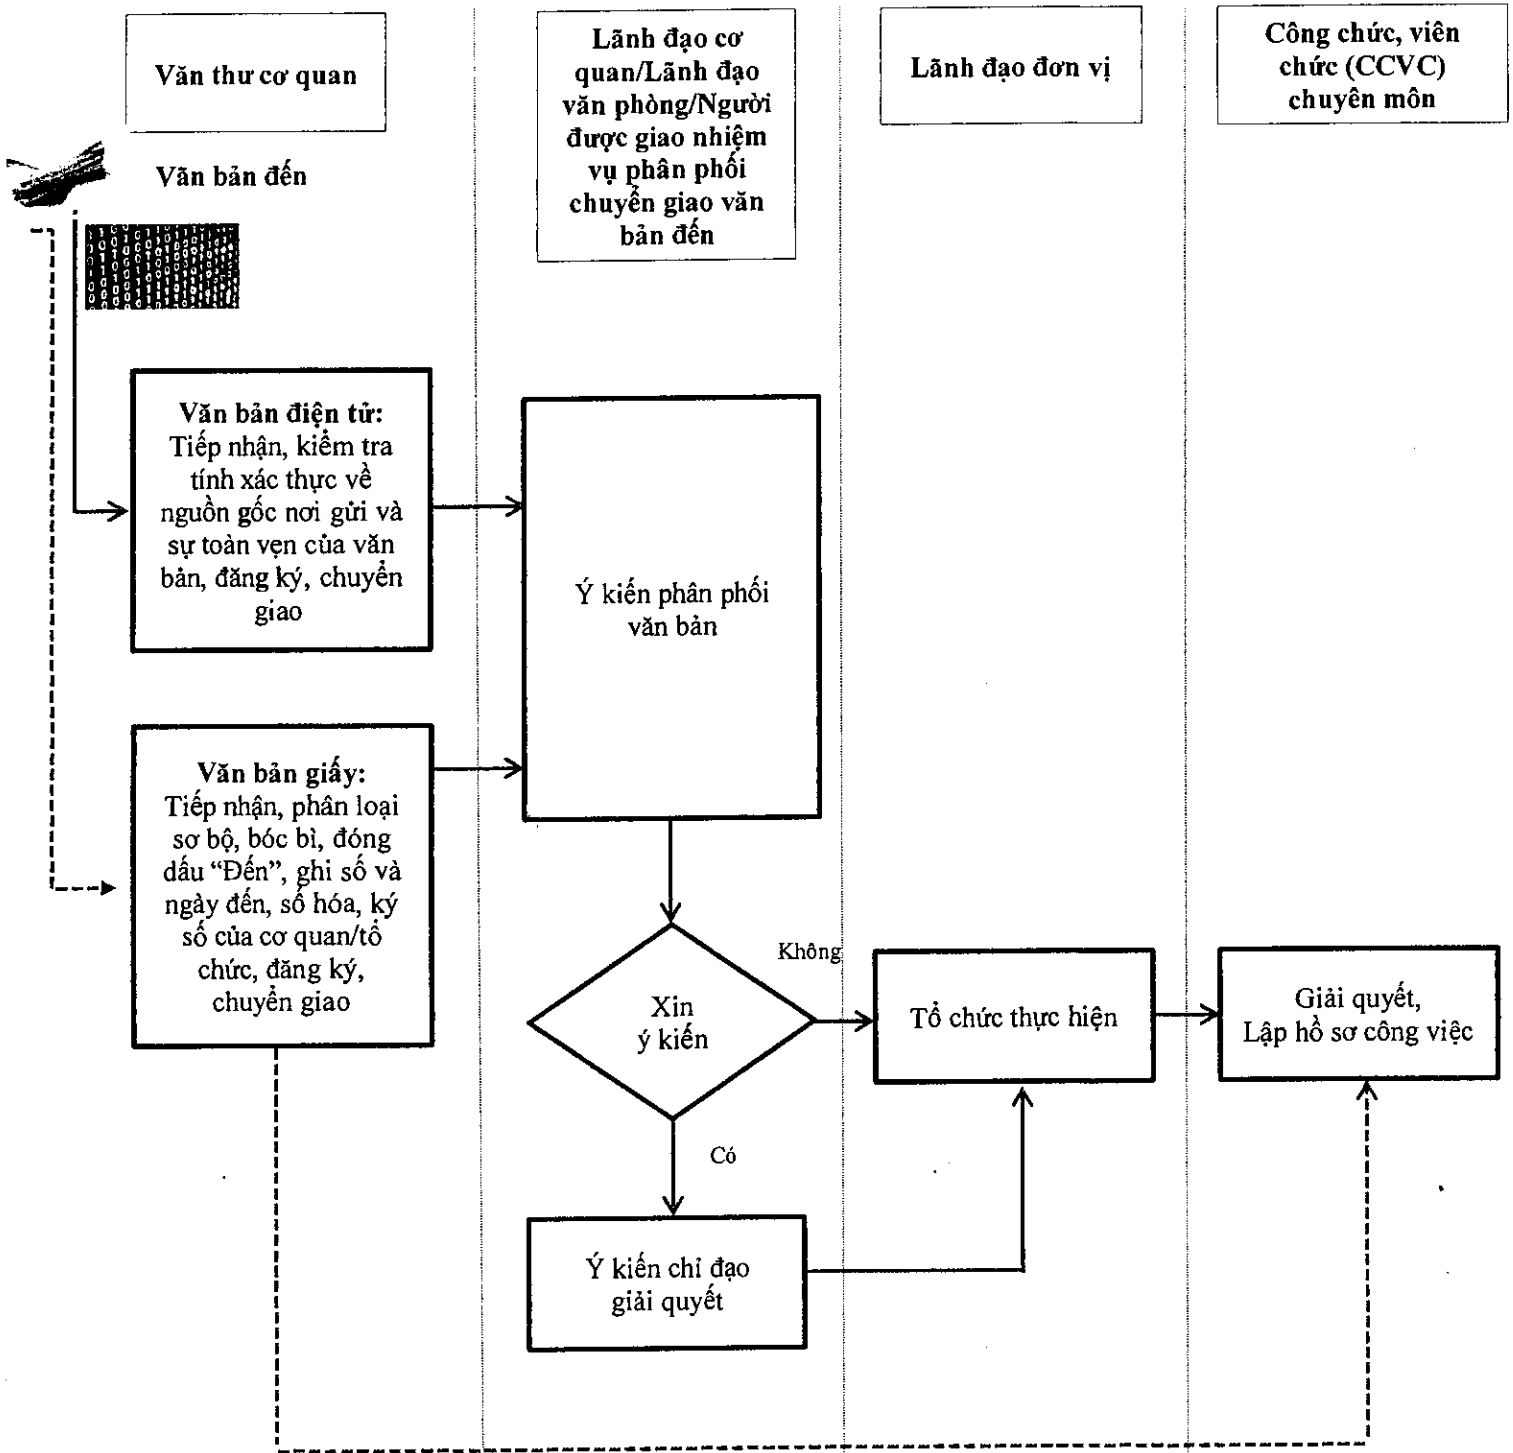 Văn thư cơ quan
Lãnh đạo cơ
quan/Lãnh đạo
văn phòng/Người
được giao nhiệm
vụ phân phối
chuyển giao văn
bản đến
Lãnh đạo đơn vị
Công chức, viên
chức (CCVC)
chuyên môn
Văn bản đến
Văn bản điện tử:
Tiếp nhận, kiểm tra
tính xác thực về
nguồn gốc nơi gửi và
sự toàn vẹn của văn
bản, đăng ký, chuyển
giao
Ý kiến phân phối
văn bản
Văn bản giấy:
Tiếp nhận, phân loại
sơ bộ, bóc bì, đóng
dấu “Đến”, ghi số và
ngày đến, số hóa, ký
số của cơ quan/tổ
chức, đăng ký,
chuyển giao
Không
Xin
ý kiến
Tổ chức thực hiện
Giải quyết,
Lập hồ sơ công việc
Có
Ý kiến chỉ đạo
giải quyết